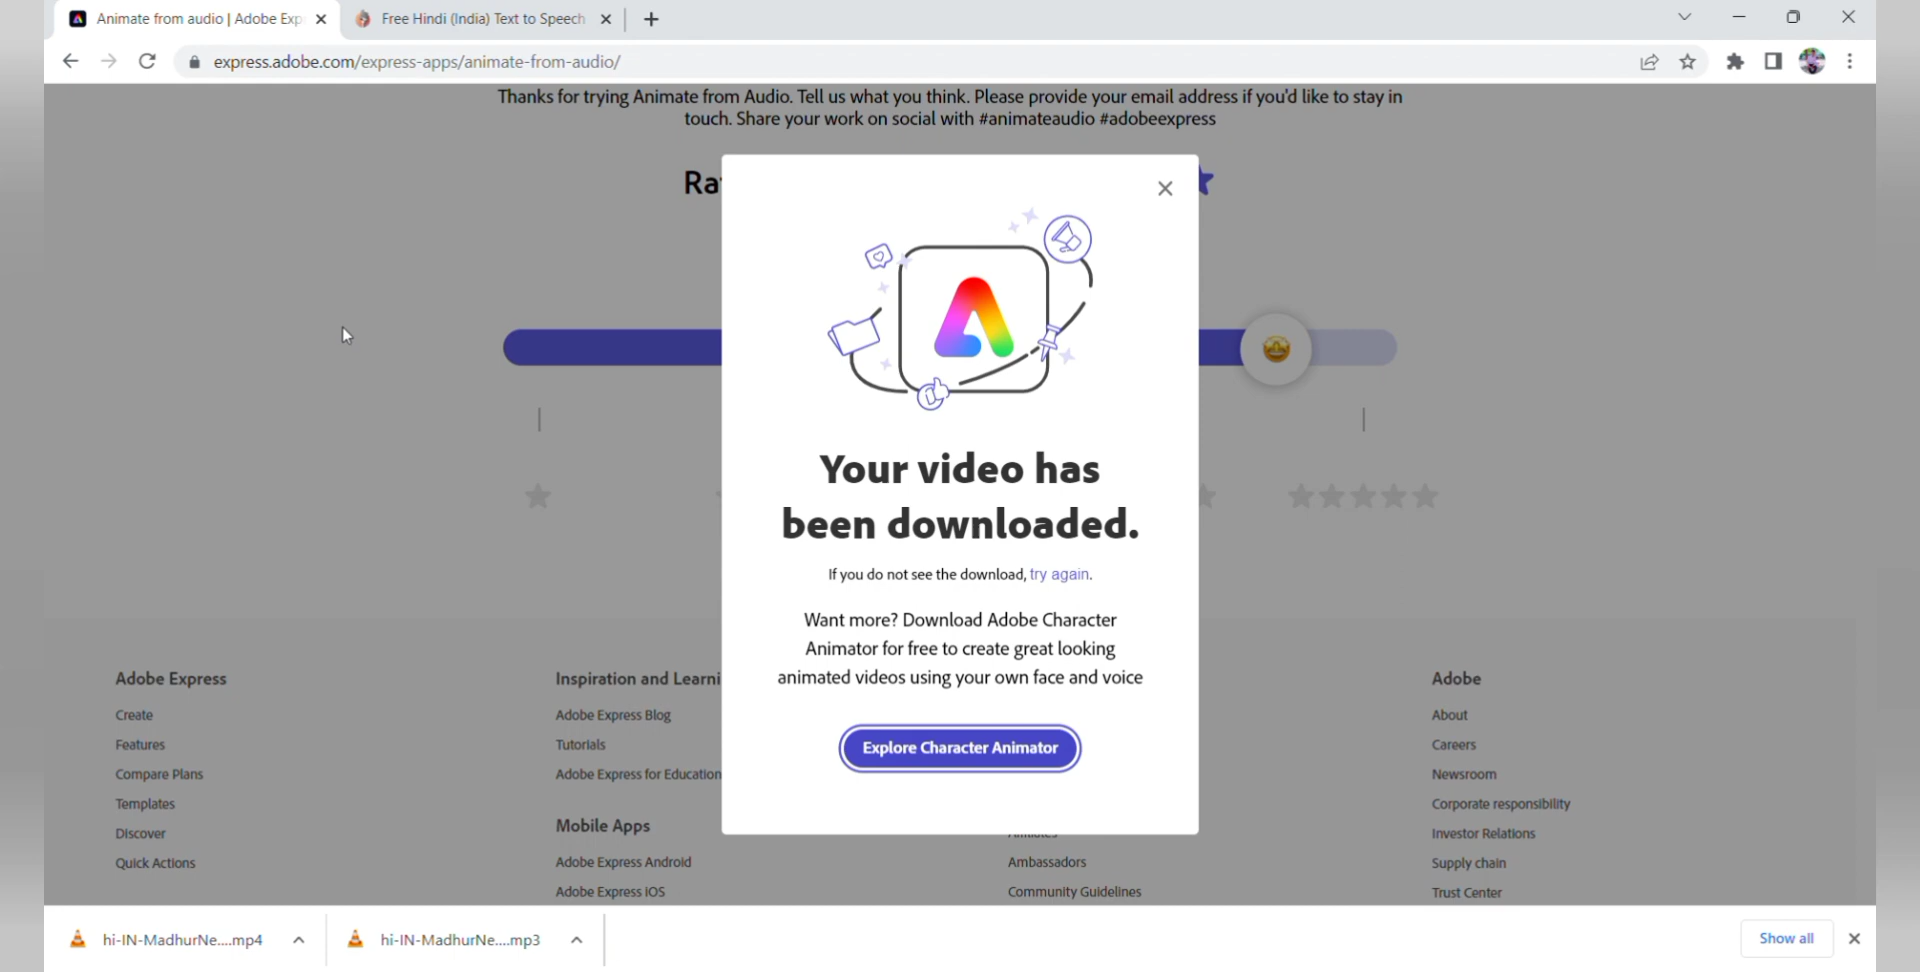 Animate from audio | Adobe Exp
Free Hindi (India) Text to Speech
express.adobe.com/express-apps/animate-from-audio/
Thanks for trying Animate from Audio. Tell us what you think. Please provide your email address if you'd like to stay in
touch. Share your work on social with #animateaudio #adobeexpress
Your video has
been downloaded.
If you do not see the download, try again.
Want more? Download Adobe Character
Animator for free to create great looking
animated videos using your own face and voice
Explore Character Animator
Adobe Express
Create
Features
Compare Plans
Templates
Discover
Quick Actions
Inspiration and Learni
Adobe Express Blog
Tutorials
Adobe Express for Education
Mobile Apps
Adobe Express Android
Adobe Express iOS
Ambassadors
Community Guidelines
Adobe
About
Careers
Newsroom
Corporate responsibility
Investor Relations
Supply chain
Trust Center
hi-IN-MadhurNe....mp4
hi-IN-MadhurNe....mp3
Show all